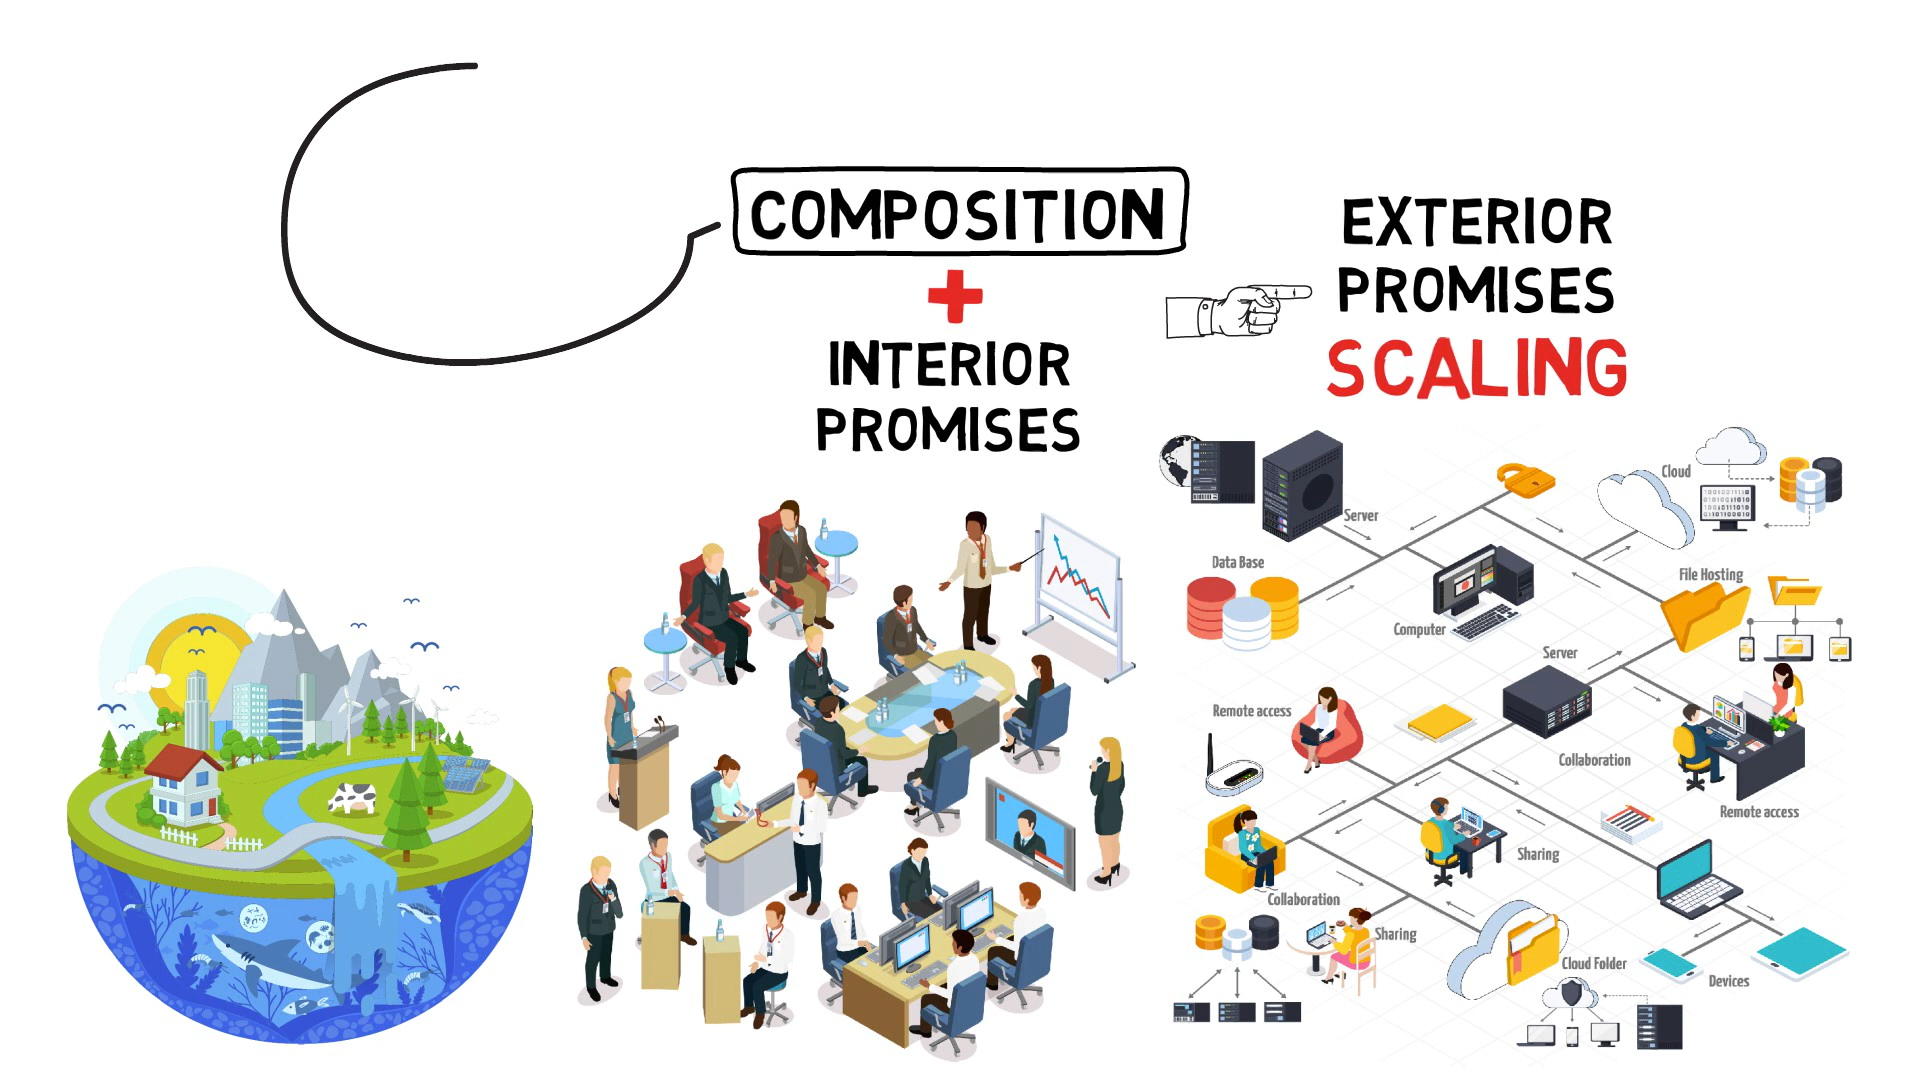 COMPOSITION
+
INTERIOR
PROMISES
EXTERIOR
PROMISES
SCALING
Server
Cloud
Data Base
File Hosting
Computer
Server
Remote access
Collaboration
Remote access
Sharing
Collaboration
Sharing
Cloud Folder
Devices